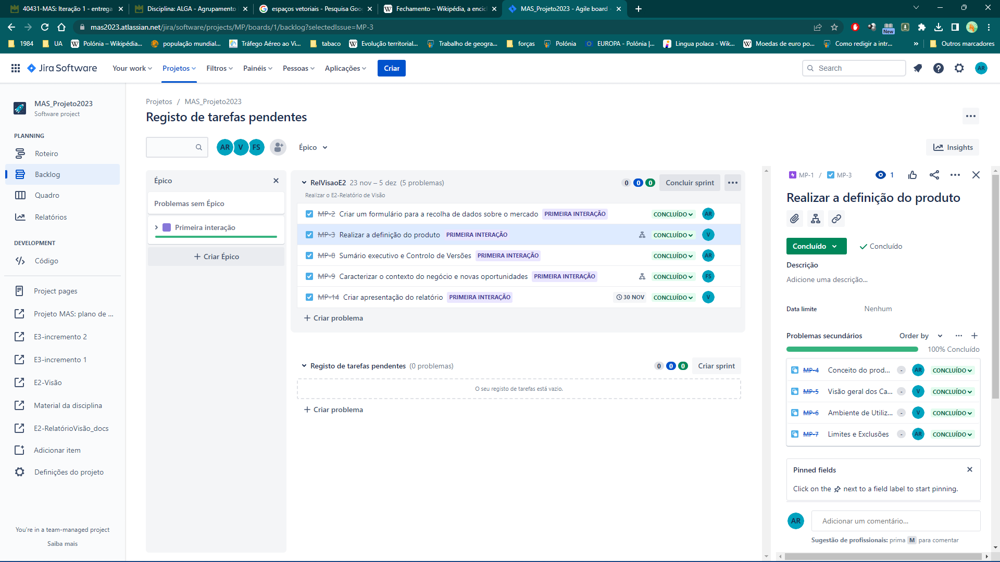 40431-MAS: Iteração 1 - entrega
Disciplina: ALGA - Agrupamento
espaços vetoriais - Pesquisa Goo
Fechamento – Wikipédia, a encicl
MAS_Projeto2023 - Agile board -
mas2023.atlassian.net/jira/software/projects/MP/boards/1/backlog?selectedIssue=MP-3
New
1984
UA
Polónia – Wikipédia...
população mundial...
Tráfego Aéreo ao Vi...
tabaco
Evolução territorial...
Trabalho de geogra...
forças
Polónia
EUROPA - Polónia |...
Lingua polaca - Wik...
Moedas de euro po...
Como redigir a intr...
»
Outros marcadores
Jira Software
Your work
Projetos
Filtros
Painéis
Pessoas
Aplicações
Criar
Search
AR
MAS_Projeto2023
Software project
PLANNING
Roteiro
Backlog
Quadro
Relatórios
DEVELOPMENT
Código
Project pages
Projeto MAS: plano de ...
E3-incremento 2
E3-incremento 1
E2-Visão
Material da disciplina
E2-RelatórioVisão_docs
Adicionar item
Definições do projeto
You're in a team-managed project
Saiba mais
Projetos / MAS_Projeto2023
Registo de tarefas pendentes
AR V FS
Épico
Insights
Épico
Problemas sem Épico
Primeira interação
Criar Épico
RelVisaoE2 23 nov – 5 dez (5 problemas)
0 0 0
Concluir sprint
Realizar o E2-Relatório de Visão
MP-2 Criar um formulário para a recolha de dados sobre o mercado PRIMEIRA INTERAÇÃO CONCLUÍDO AR
MP-3 Realizar a definição do produto PRIMEIRA INTERAÇÃO CONCLUÍDO V
MP-8 Sumário executivo e Controlo de Versões PRIMEIRA INTERAÇÃO CONCLUÍDO AR
MP-9 Caracterizar o contexto do negócio e novas oportunidades PRIMEIRA INTERAÇÃO CONCLUÍDO FS
MP-14 Criar apresentação do relatório PRIMEIRA INTERAÇÃO 30 NOV CONCLUÍDO V
Criar problema
Registo de tarefas pendentes (0 problemas)
0 0 0
Criar sprint
O seu registo de tarefas está vazio.
Criar problema
MP-1 / MP-3
1
Realizar a definição do produto
Concluído
Concluído
Descrição
Adicione uma descrição...
Data limite
Nenhum
Problemas secundários
Order by
100% Concluído
MP-4 Conceito do prod... - AR CONCLUÍDO
MP-5 Visão geral dos Ca... - V CONCLUÍDO
MP-6 Ambiente de Utiliz... - V CONCLUÍDO
MP-7 Limites e Exclusões - AR CONCLUÍDO
Pinned fields
Click on the next to a field label to start pinning.
AR
Adicionar um comentário...
Sugestão de profissionais: prima M para comentar